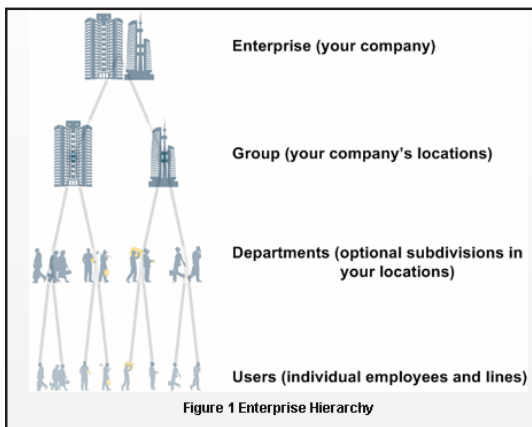 Enterprise (your company)
Group (your company's locations)
Departments (optional subdivisions in
your locations)
Users (individual employees and lines)
Figure 1 Enterprise Hierarchy